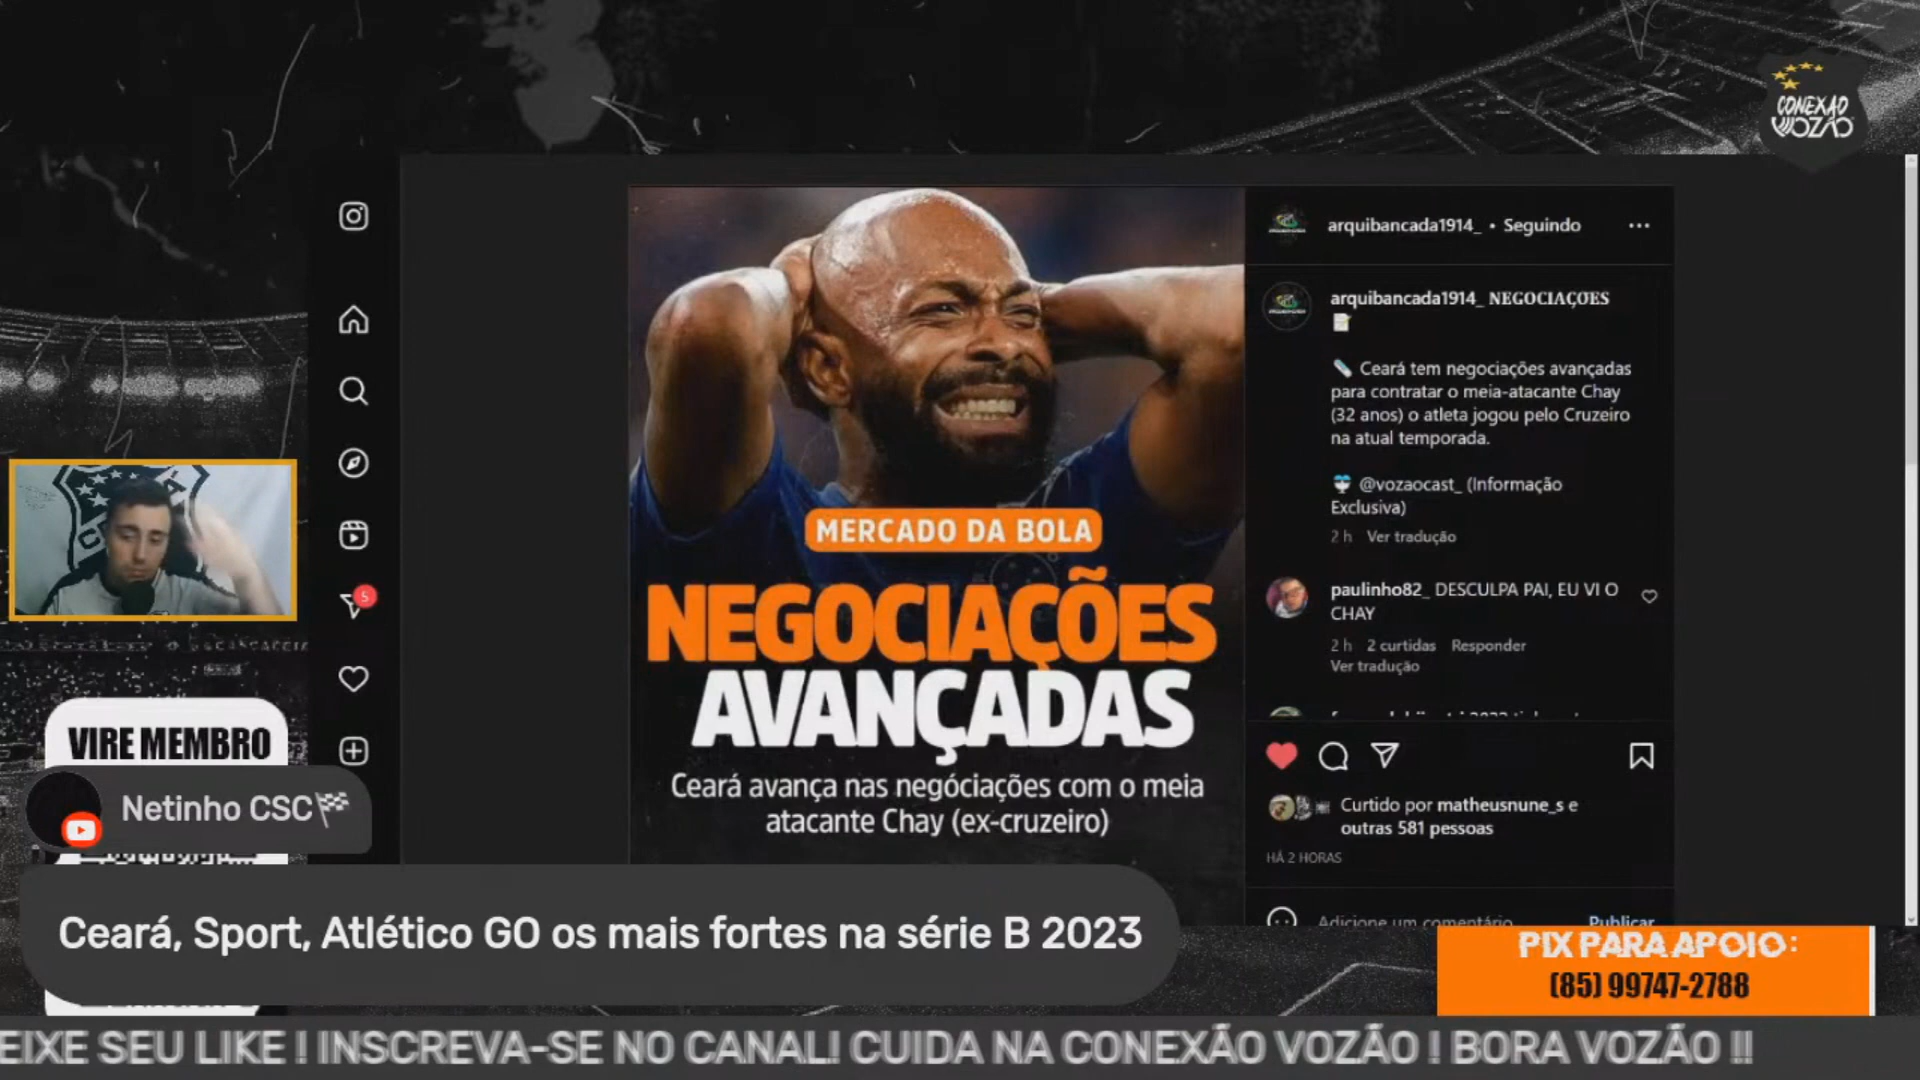 CONEXÃO
VOZÃO
arquibancada1914_ • Seguindo
arquibancada1914_ NEGOCIAÇÕES
Ceará tem negociações avançadas
para contratar o meia-atacante Chay
(32 anos) o atleta jogou pelo Cruzeiro
na atual temporada.
@vozaocast_ (Informação
Exclusiva)
2 h Ver tradução
paulinho82_ DESCULPA PAI, EU VI O
CHAY
2 h 2 curtidas Responder
Ver tradução
Curtido por matheusnune_s e
outras 581 pessoas
HÁ 2 HORAS
Adicione um comentário
Publicar
MERCADO DA BOLA
NEGOCIAÇÕES
AVANÇADAS
Ceará avança nas negóciações com o meia
atacante Chay (ex-cruzeiro)
5
VIRE MEMBRO
Netinho CSC
Ceará, Sport, Atlético GO os mais fortes na série B 2023
PIX PARA APOIO:
(85) 99747-2788
EIXE SEU LIKE ! INSCREVA-SE NO CANAL! CUIDA NA CONEXÃO VOZÃO ! BORA VOZÃO !!!